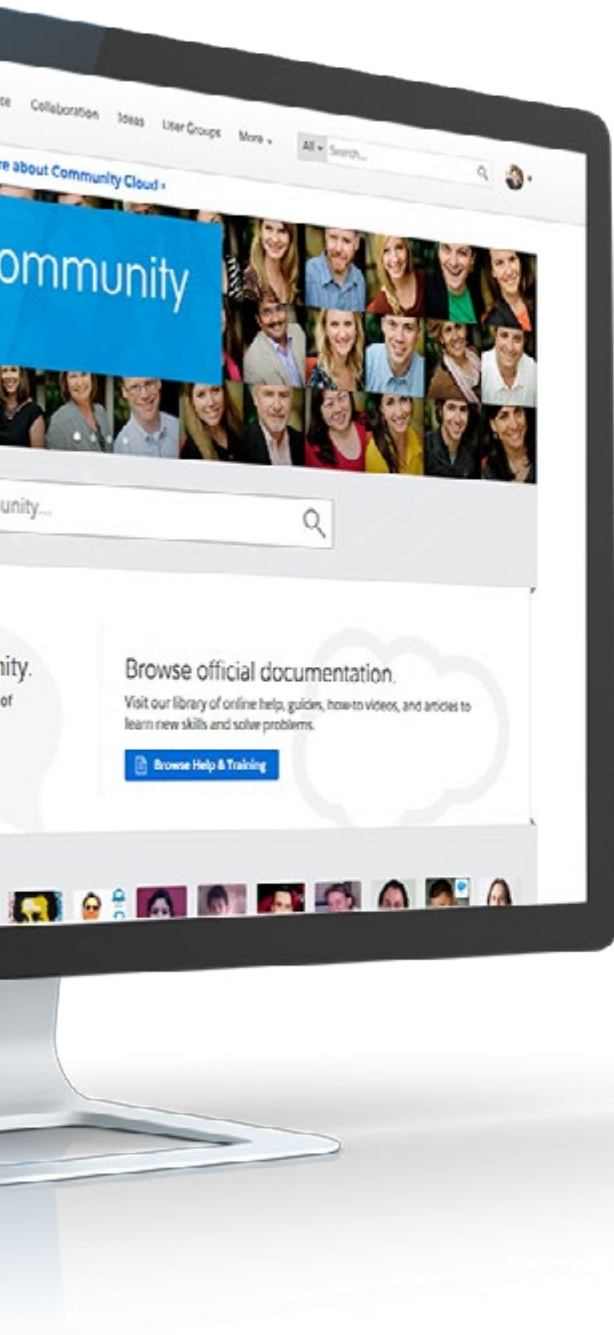 Collaboration Ideas User Groups More All Search...
re about Community Cloud
ommunity
unity...
nity.
of
Browse official documentation.
Visit our library of online help, guides, how-to videos, and articles to
learn new skills and solve problems.
Browse Help & Training